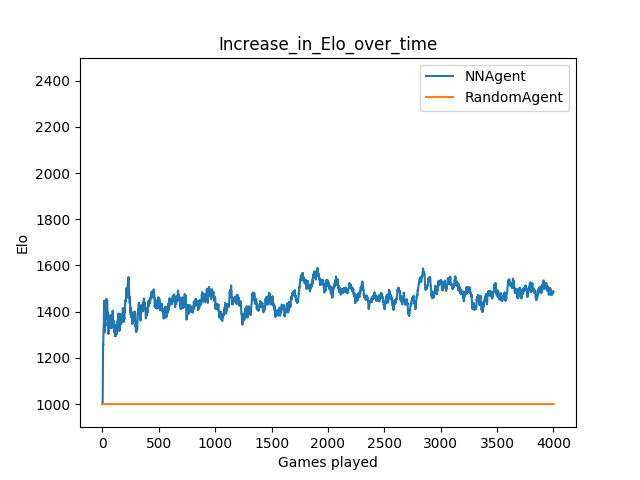 Increase_in_Elo_over_time
NNAgent
RandomAgent
2400
2200
2000
1800
1600
1400
1200
1000
Elo
0 500 1000 1500 2000 2500 3000 3500 4000
Games played